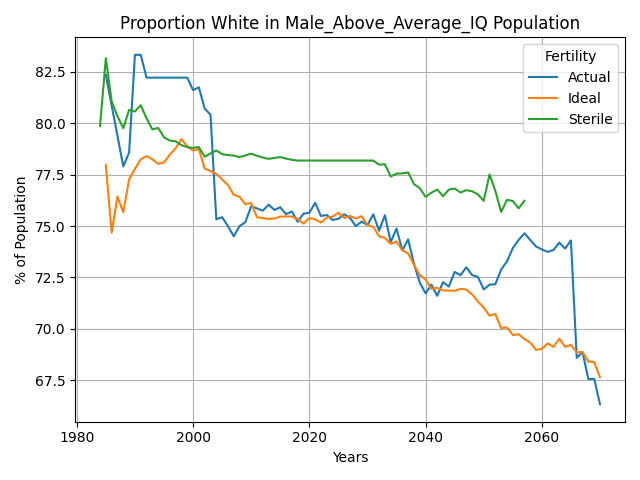 Proportion White in Male_Above_Average_IQ Population
% of Population
82.5
80.0
77.5
75.0
72.5
70.0
67.5
1980
2000
2020
2040
2060
Years
Fertility
Actual
Ideal
Sterile